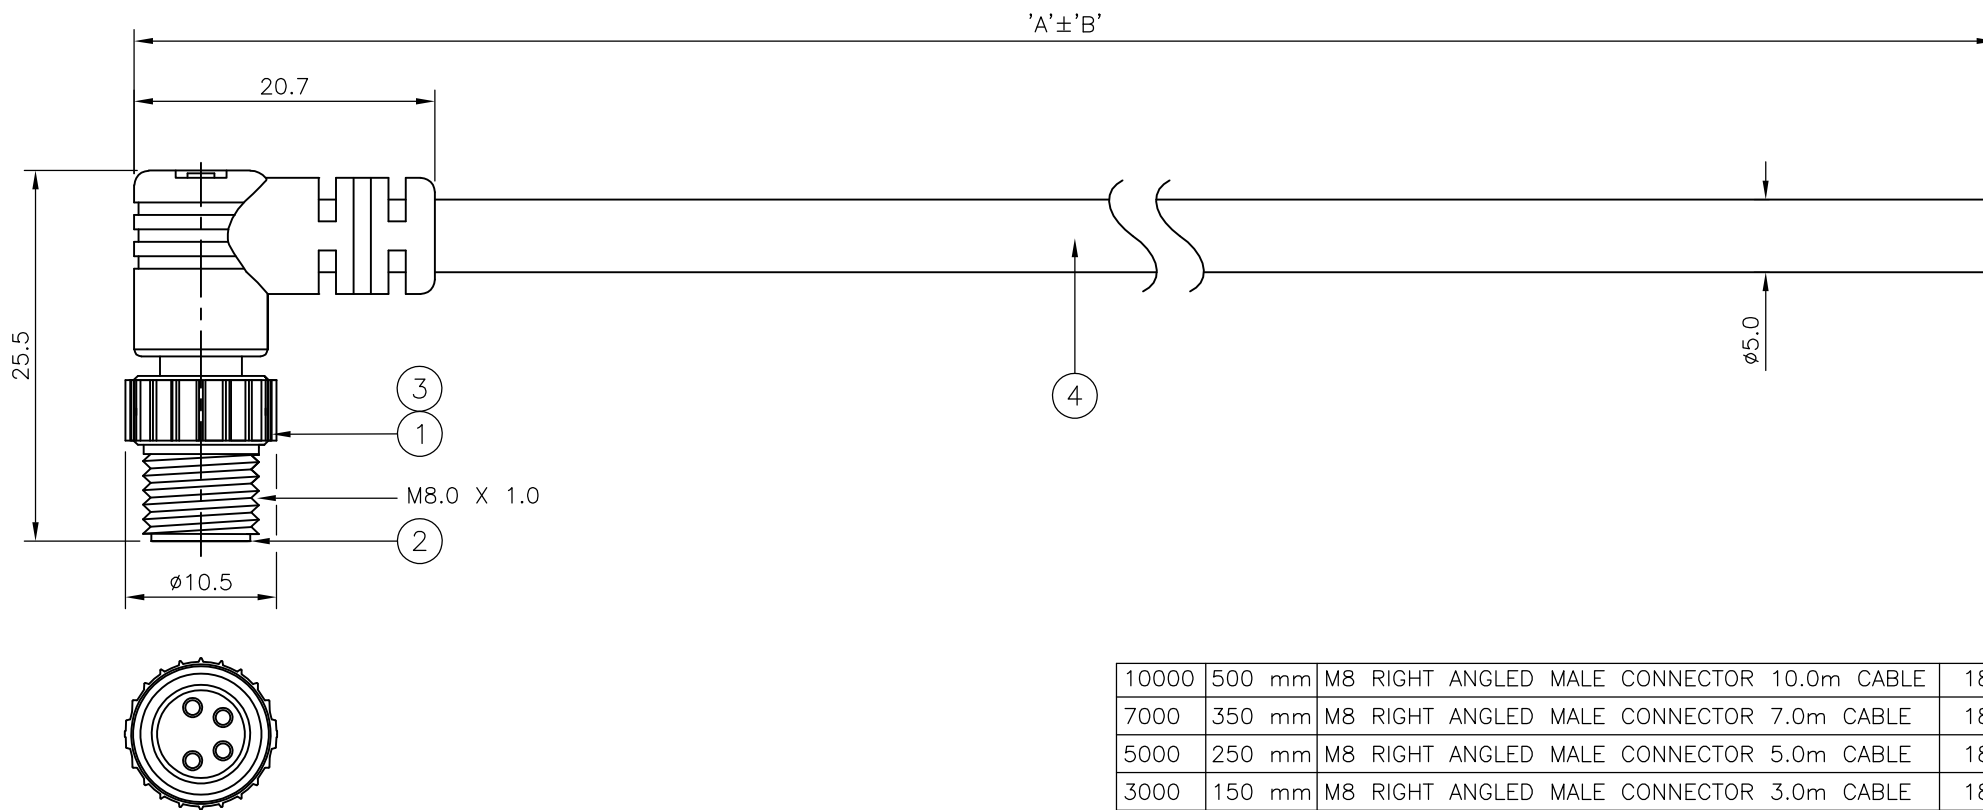 'A'±'B'
20.7
25.5
ø5.0
3
4
1
M8.0 X 1.0
2
ø10.5
10000 500 mm M8 RIGHT ANGLED MALE CONNECTOR 10.0m CABLE
7000 350 mm M8 RIGHT ANGLED MALE CONNECTOR 7.0m CABLE
5000 250 mm M8 RIGHT ANGLED MALE CONNECTOR 5.0m CABLE
3000 150 mm M8 RIGHT ANGLED MALE CONNECTOR 3.0m CABLE